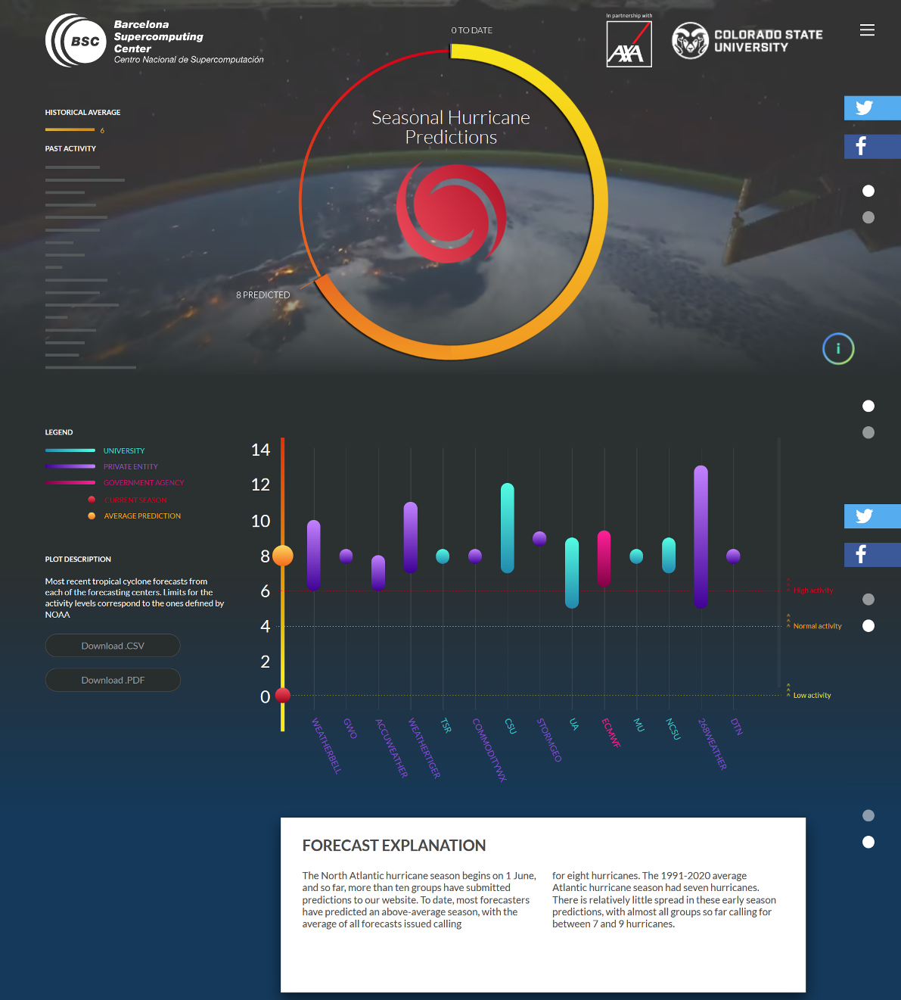 BSC
Barcelona
Supercomputing
Center
Centro Nacional de Supercomputación
0 TO DATE
In partnership with
AXA
COLORADO STATE
UNIVERSITY
HISTORICAL AVERAGE
6
PAST ACTIVITY
Seasonal Hurricane
Predictions
8 PREDICTED
i
LEGEND
UNIVERSITY
PRIVATE ENTITY
GOVERNMENT AGENCY
CURRENT SEASON
AVERAGE PREDICTION
PLOT DESCRIPTION
Most recent tropical cyclone forecasts from
each of the forecasting centers. Limits for the
activity levels correspond to the ones defined by
NOAA
Download .CSV
Download .PDF
14
12
10
8
6
4
2
0
High activity
Normal activity
Low activity
WEATHERBELL
GWO
ACCUWEATHER
WEATHERTIGER
TSR
COMMODITYWX
CSU
STORMGEO
UA
ECMWF
MU
NCSU
268WEATHER
DTN
FORECAST EXPLANATION
The North Atlantic hurricane season begins on 1 June,
and so far, more than ten groups have submitted
predictions to our website. To date, most forecasters
have predicted an above-average season, with the
average of all forecasts issued calling
for eight hurricanes. The 1991-2020 average
Atlantic hurricane season had seven hurricanes.
There is relatively little spread in these early season
predictions, with almost all groups so far calling for
between 7 and 9 hurricanes.